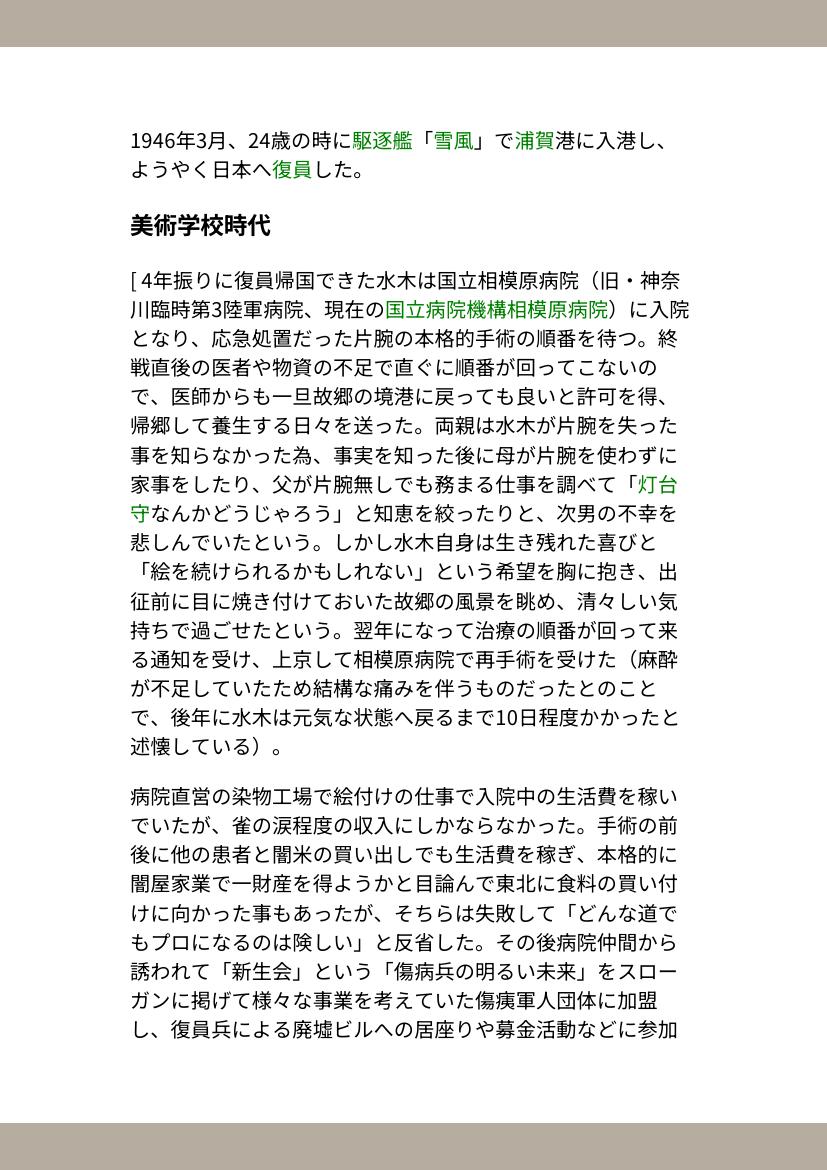 1946年3月、24歳の時に駆逐艦「雪風」で浦賀港に入港し、
ようやく日本へ復員した。
美術学校時代
[ 4年振りに復員帰国できた水木は国立相模原病院（旧・神奈
川臨時第3陸軍病院、現在の国立病院機構相模原病院）に入院
となり、応急処置だった片腕の本格的手術の順番を待つ。終
戦直後の医者や物資の不足で直ぐに順番が回ってこないの
で、医師からも一旦故郷の境港に戻っても良いと許可を得、
帰郷して養生する日々を送った。両親は水木が片腕を失った
事を知らなかった為、事実を知った後に母が片腕を使わずに
家事をしたり、父が片腕無しでも務まる仕事を調べて「灯台
守なんかどうじゃろう」と知恵を絞ったりと、次男の不幸を
悲しんでいたという。しかし水木自身は生き残れた喜びと
「絵を続けられるかもしれない」という希望を胸に抱き、出
征前に目に焼き付けておいた故郷の風景を眺め、清々しい気
持ちで過ごせたという。翌年になって治療の順番が回って来
る通知を受け、上京して相模原病院で再手術を受けた（麻酔
が不足していたため結構な痛みを伴うものだったとのこと
で、後年に水木は元気な状態へ戻るまで10日程度かかったと
述懐している）。
病院直営の染物工場で絵付けの仕事で入院中の生活費を稼い
でいたが、雀の涙程度の収入にしかならなかった。手術の前
後に他の患者と闇米の買い出しでも生活費を稼ぎ、本格的に
闇屋家業で一財産を得ようかと目論んで東北に食料の買い付
けに向かった事もあったが、そちらは失敗して「どんな道で
もプロになるのは険しい」と反省した。その後病院仲間から
誘われて「新生会」という「傷病兵の明るい未来」をスロー
ガンに掲げて様々な事業を考えていた傷痍軍人団体に加盟
し、復員兵による廃墟ビルへの居座りや募金活動などに参加